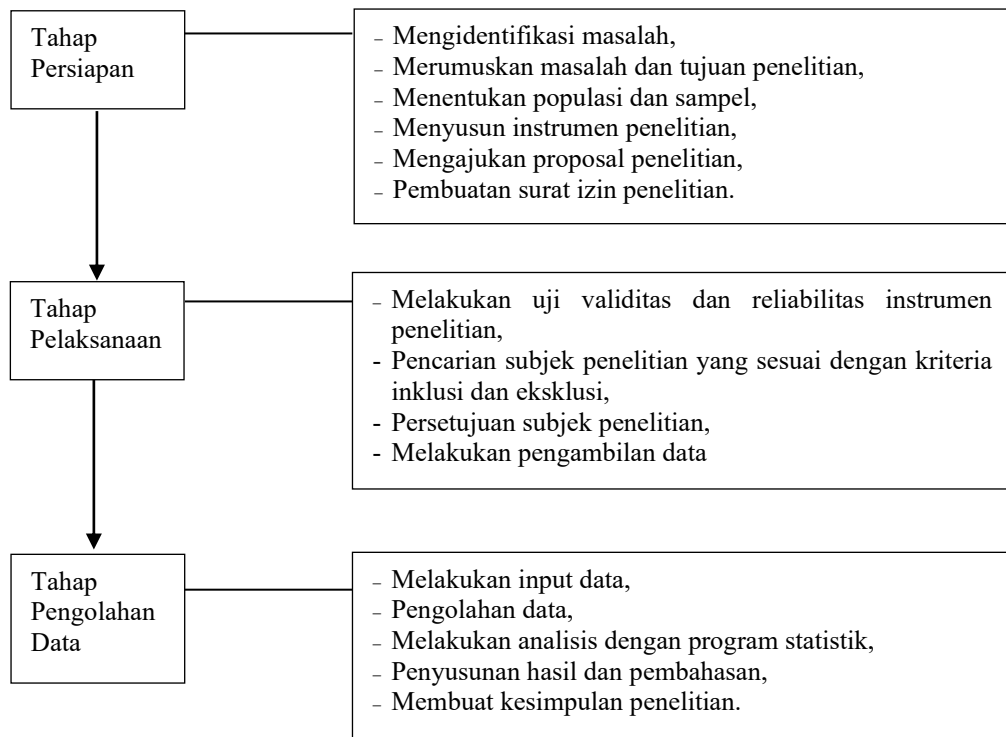 Tahap
Persiapan
– Mengidentifikasi masalah,
– Merumuskan masalah dan tujuan penelitian,
– Menentukan populasi dan sampel,
– Menyusun instrumen penelitian,
– Mengajukan proposal penelitian,
– Pembuatan surat izin penelitian.
Tahap
Pelaksanaan
– Melakukan uji validitas dan reliabilitas instrumen
penelitian,
- Pencarian subjek penelitian yang sesuai dengan kriteria
inklusi dan eksklusi,
- Persetujuan subjek penelitian,
- Melakukan pengambilan data
Tahap
Pengolahan
Data
– Melakukan input data,
– Pengolahan data,
– Melakukan analisis dengan program statistik,
– Penyusunan hasil dan pembahasan,
– Membuat kesimpulan penelitian.